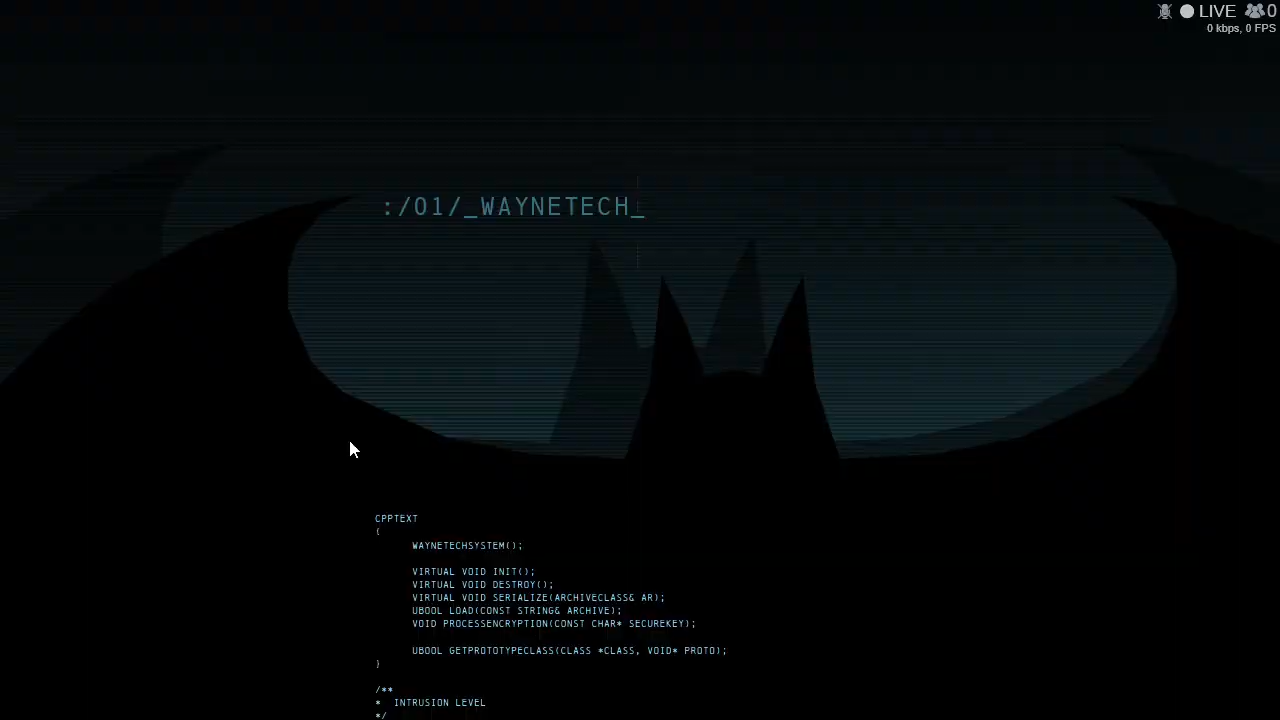 LIVE 0
0 kbps, 0 FPS
:/01/_WAYNETECH_
CPPTEXT
{
WAYNETECHSYSTEM();
VIRTUAL VOID INIT();
VIRTUAL VOID DESTROY();
VIRTUAL VOID SERIALIZE(ARCHIVECLASS& AR);
UBOOL LOAD(CONST STRING& ARCHIVE);
VOID PROCESSENCRYPTION(CONST CHAR* SECUREKEY);
UBOOL GETPROTOTYPECLASS(CLASS *CLASS, VOID* PROTO);
}
/**
* INTRUSION LEVEL
*/